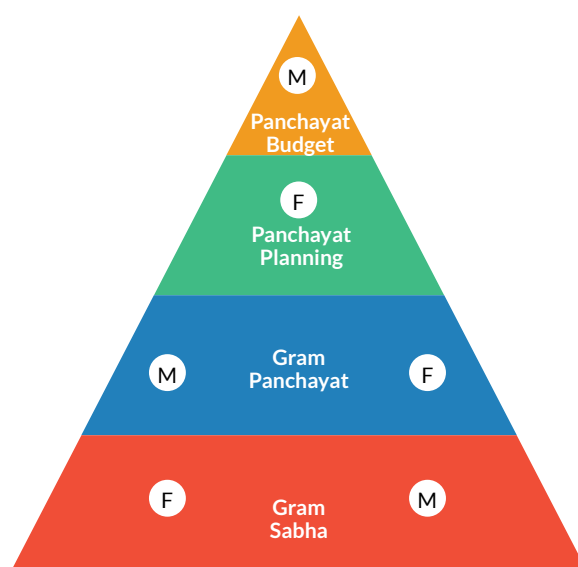 M
Panchayat
Budget
F
Panchayat
Planning
M
Gram
Panchayat
F
F
Gram
Sabha
M